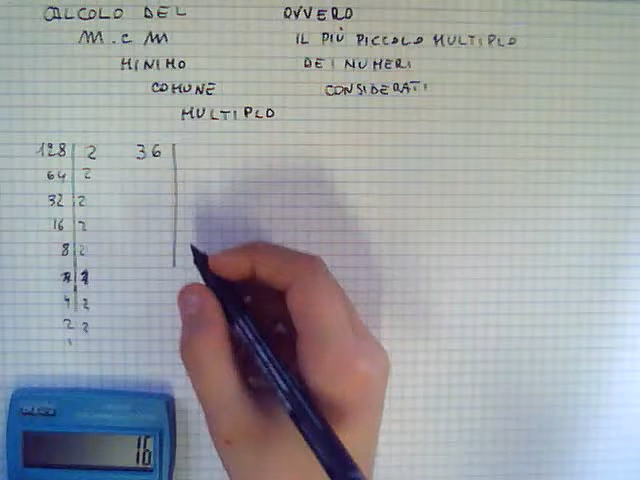 CALCOLO DEL OVVERO
M.C M IL PIÙ PICCOLO MULTIPLO
MINIMO DEI NUMERI
COMUNE CONSIDERATI
MULTIPLO
128 2 36
64 2
32 2
16 2
8 2
4 2
2 2
1
16